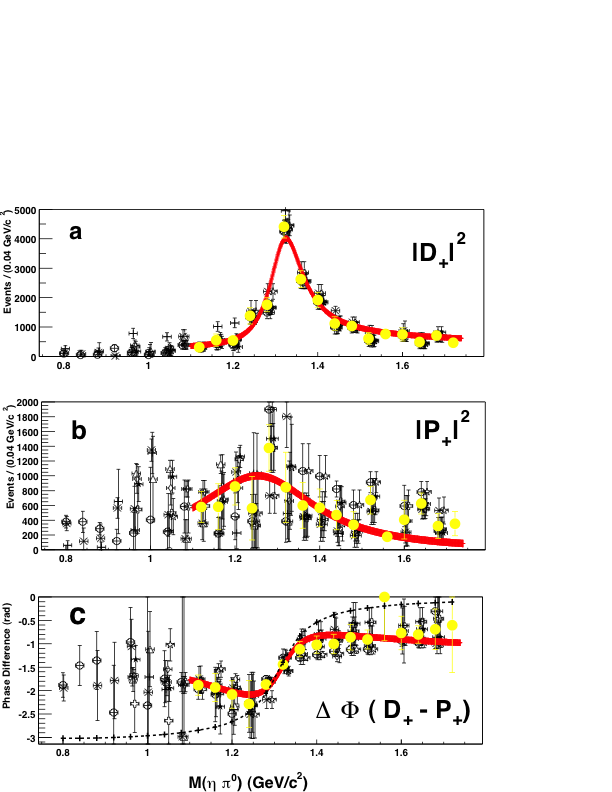 Events / (0.04 GeV/c²)
5000
4000
3000
2000
1000
0
a
|D₊|²
0.8 1 1.2 1.4 1.6
Events / (0.04 GeV/c²)
2000
1800
1600
1400
1200
1000
800
600
400
200
0
b
|P₊|²
0.8 1 1.2 1.4 1.6
Phase Difference (rad)
0
-0.5
-1
-1.5
-2
-2.5
-3
c
Δ Φ ( D₊ - P₊)
0.8 1 1.2 1.4 1.6
M(η π⁰) (GeV/c²)